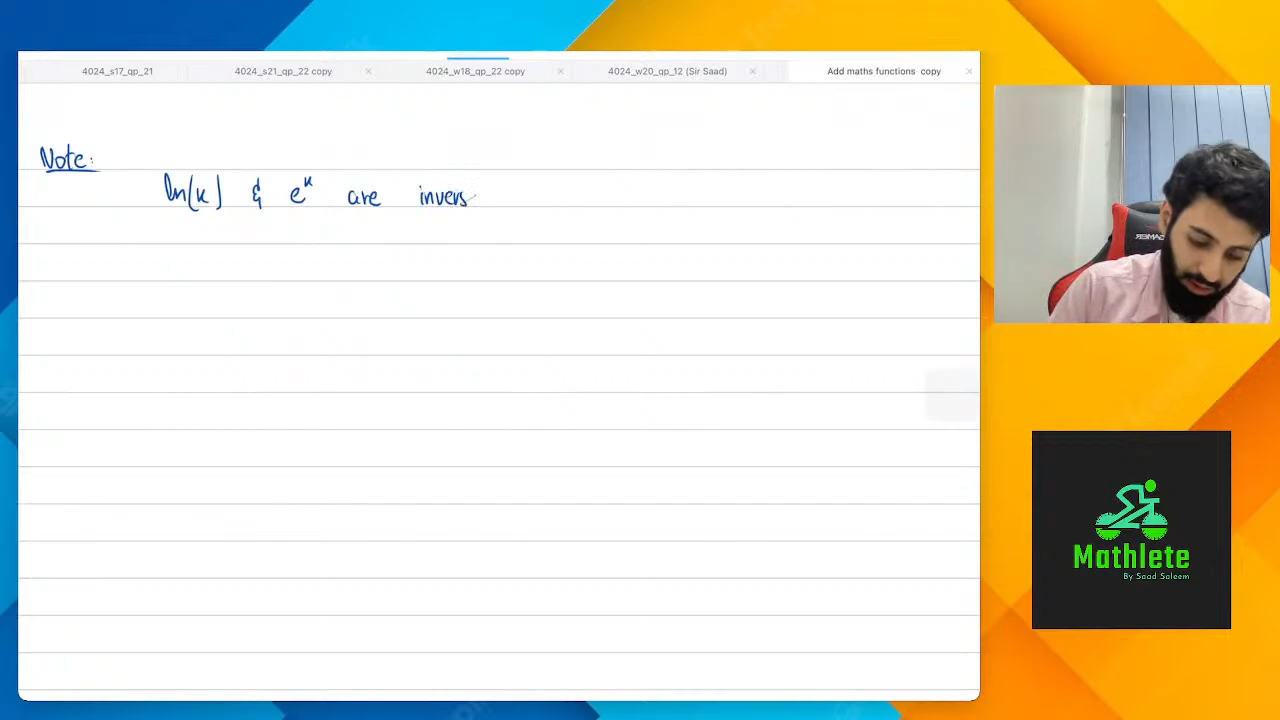 4024_s17_qp_21 4024_s21_qp_22 copy 4024_w18_qp_22 copy 4024_w20_qp_12 (Sir Saad) Add maths functions copy
Note:
ln(x) & e^x are invers
Mathlete
By Saad Saleem